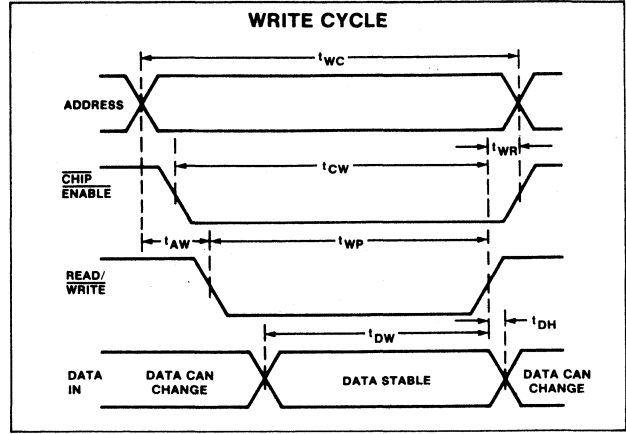 WRITE CYCLE
tWC
ADDRESS
tWR
tCW
CHIP
ENABLE
tAW
tWP
READ/
WRITE
tDH
tDW
DATA
IN
DATA CAN
CHANGE
DATA STABLE
DATA CAN
CHANGE